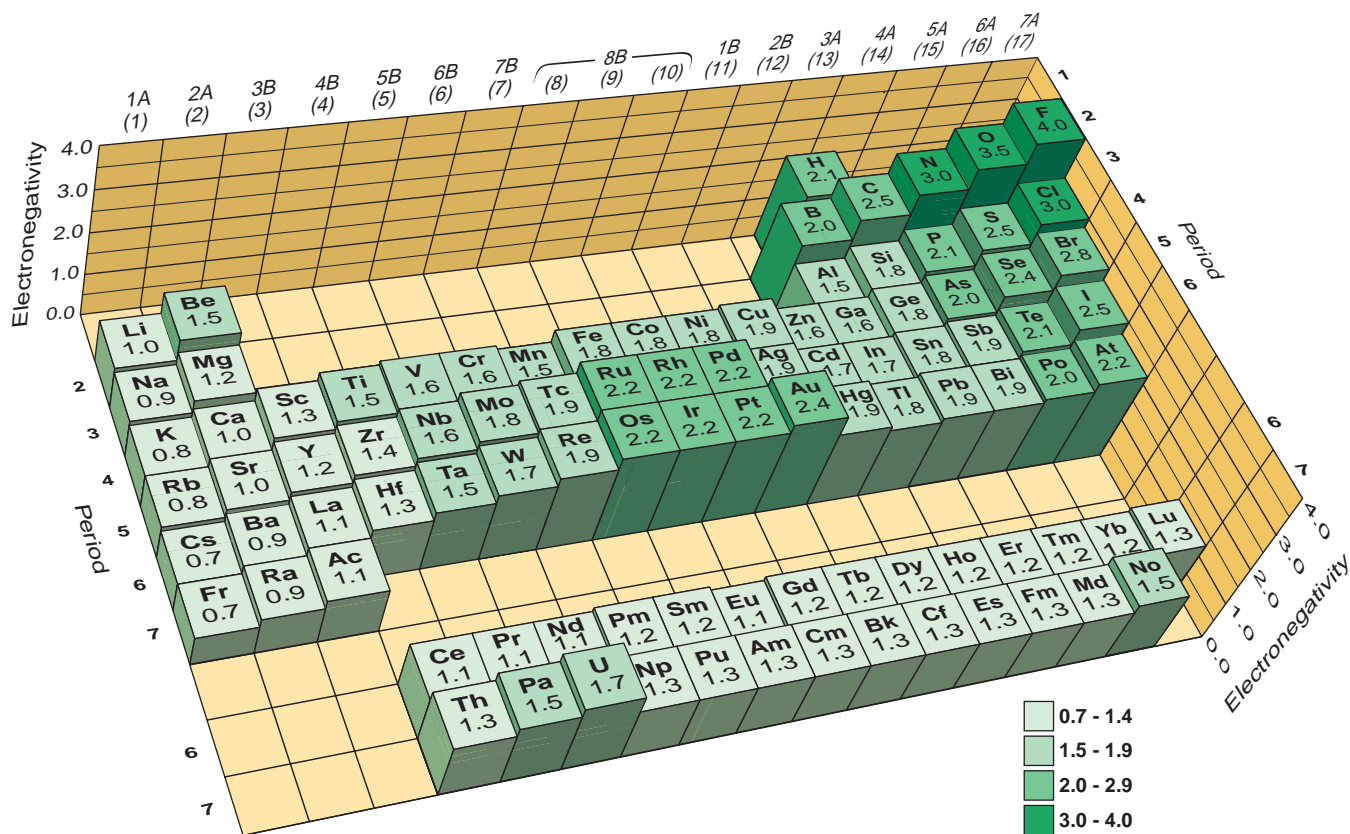 1A 2A 3B 4B 5B 6B 7B 8B 1B 2B 3A 4A 5A 6A 7A
(1) (2) (3) (4) (5) (6) (7) (8) (9) (10) (11) (12) (13) (14) (15) (16) (17)
Electronegativity
4.0
3.0
2.0
1.0
0.0
1
2
3
4
5
6
Period
6
7
H
2.1
Li Be B C N O F
1.0 1.5 2.0 2.5 3.0 3.5 4.0
Na Mg Al Si P S Cl
0.9 1.2 1.5 1.8 2.1 2.5 3.0
K Ca Sc Ti V Cr Mn Fe Co Ni Cu Zn Ga Ge As Se Br
0.8 1.0 1.3 1.5 1.6 1.6 1.5 1.8 1.8 1.8 1.9 1.6 1.6 1.8 2.0 2.4 2.8
Rb Sr Y Zr Nb Mo Tc Ru Rh Pd Ag Cd In Sn Sb Te I
0.8 1.0 1.2 1.4 1.6 1.8 1.9 2.2 2.2 2.2 1.9 1.7 1.7 1.8 1.9 2.1 2.5
Cs Ba La Hf Ta W Re Os Ir Pt Au Hg Tl Pb Bi Po At
0.7 0.9 1.1 1.3 1.5 1.7 1.9 2.2 2.2 2.2 2.4 1.9 1.8 1.9 1.9 2.0 2.2
Fr Ra Ac
0.7 0.9 1.1
2
3
4
5
6
7
Period
6
7
Ce Pr Nd Pm Sm Eu Gd Tb Dy Ho Er Tm Yb Lu
1.1 1.1 1.1 1.2 1.2 1.1 1.2 1.2 1.2 1.2 1.2 1.2 1.2 1.3
Th Pa U Np Pu Am Cm Bk Cf Es Fm Md No
1.3 1.5 1.7 1.3 1.3 1.3 1.3 1.3 1.3 1.3 1.3 1.3 1.5
4.0
3.0
2.0
1.0
0.0
Electronegativity
0.7 - 1.4
1.5 - 1.9
2.0 - 2.9
3.0 - 4.0